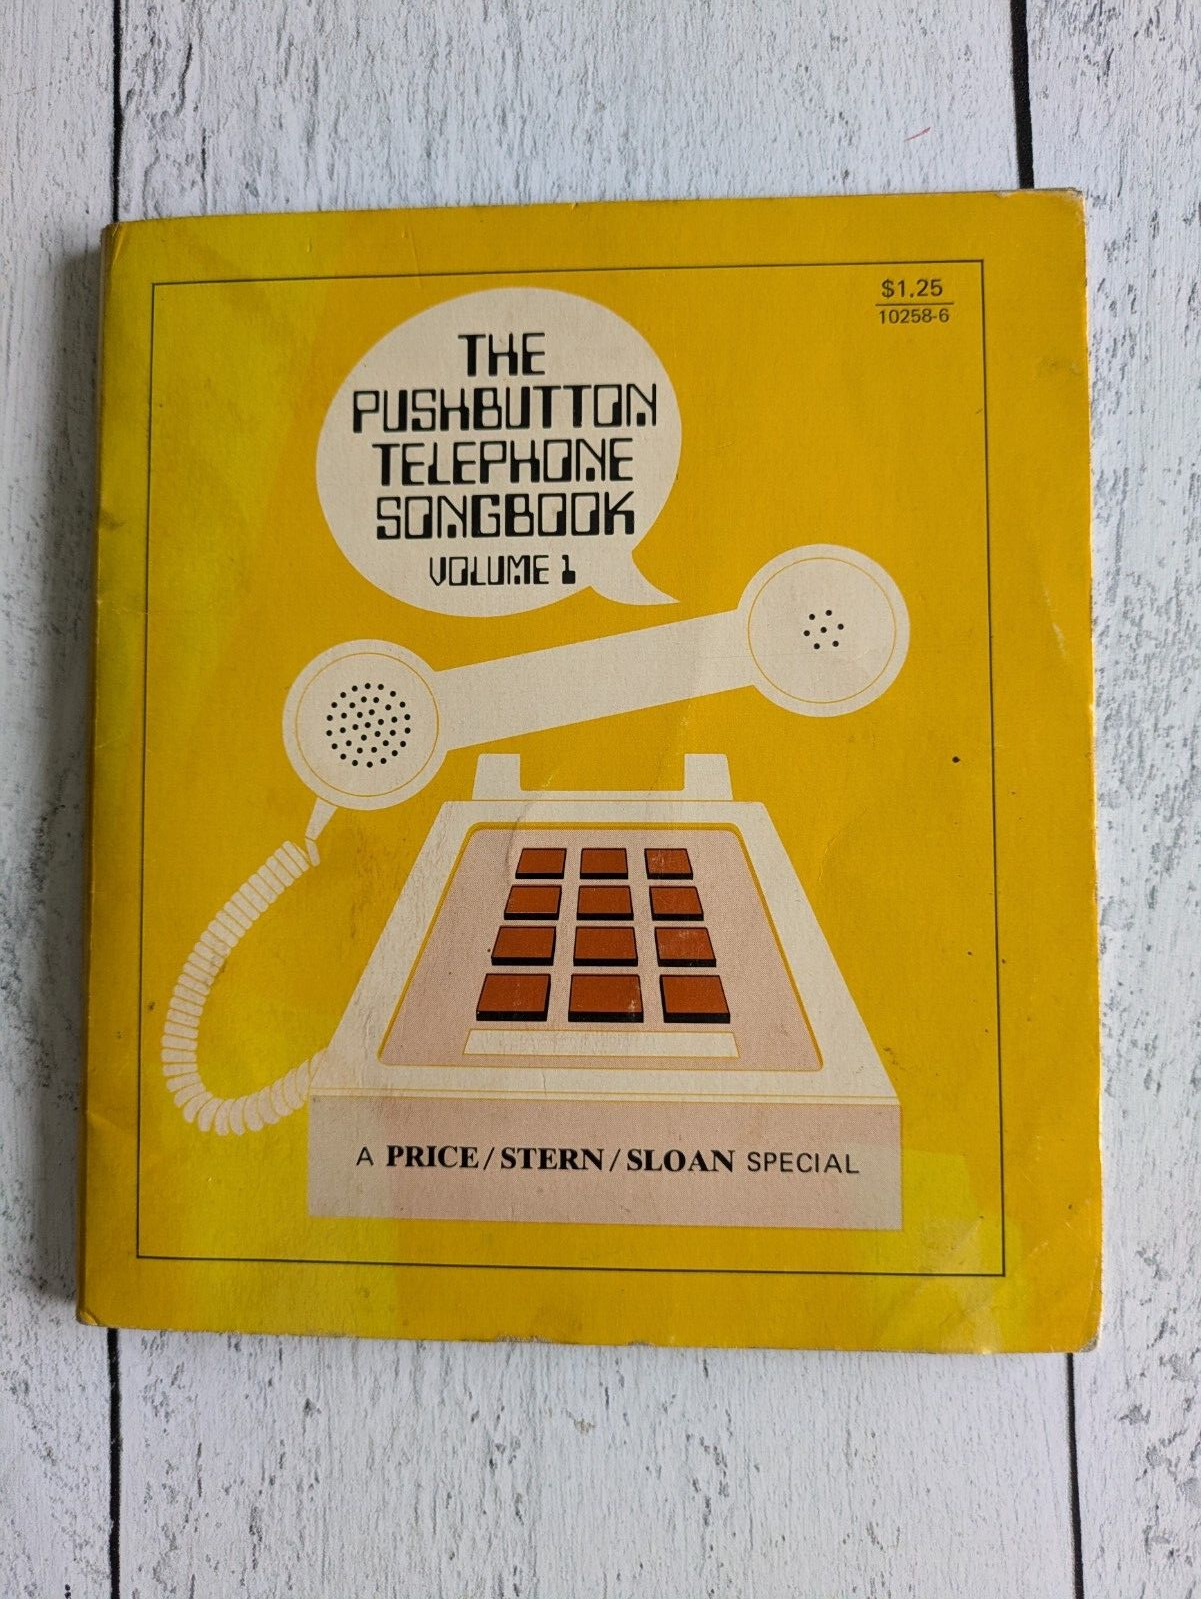 $1.25
10258-6
THE
PUSHBUTTON
TELEPHONE
SONGBOOK
VOLUME 1
A PRICE/STERN/SLOAN SPECIAL